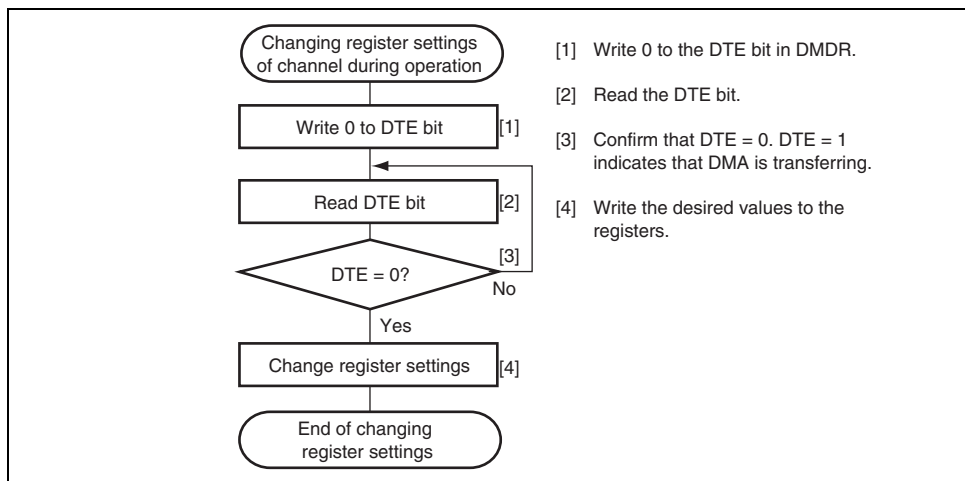 Changing register settings
of channel during operation
Write 0 to DTE bit
[1]
Read DTE bit
[2]
[3]
DTE = 0?
No
Yes
Change register settings
[4]
End of changing
register settings
[1] Write 0 to the DTE bit in DMDR.
[2] Read the DTE bit.
[3] Confirm that DTE = 0. DTE = 1
indicates that DMA is transferring.
[4] Write the desired values to the
registers.